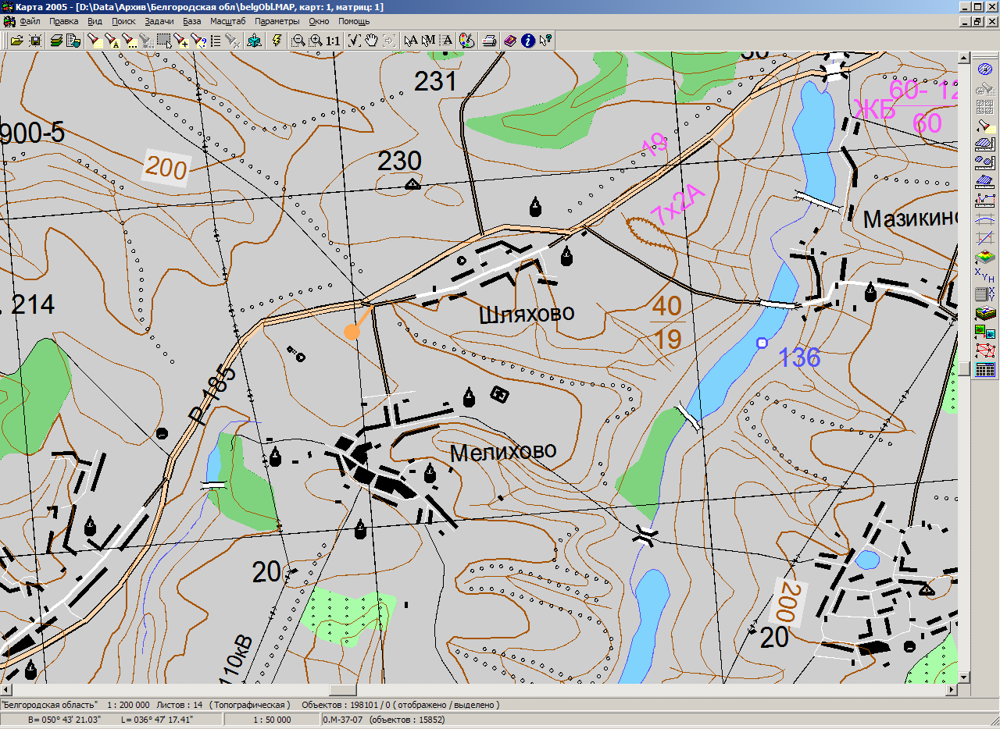 Карта 2005 - [D:\Data\Архив\Белгородская обл\belgObl.MAP, карт: 1, матриц: 1]
Файл Правка Вид Поиск Задачи База Масштаб Параметры Окно Помощь
1:1 A M A
231
60- 12
ЖБ
60
900-5
19
230
200
7x2А
Мазикино
214
Шляхово
40
19
136
Р-185
Мелихово
20
200
20
110кВ
"Белгородская область" 1 : 200 000 Листов : 14 ( Топографическая ) Объектов : 198101 / 0 ( отображено / выделено )
B= 050° 43' 21.03" L= 036° 47' 17.41" 1 : 50 000 0.М-37-07 (объектов : 15852)